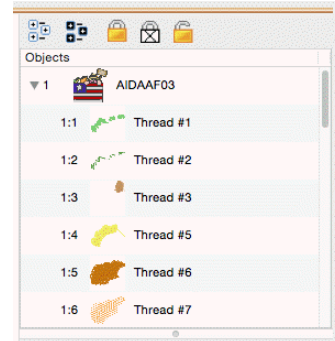 Objects
1 AIDAAF03
1:1 Thread #1
1:2 Thread #2
1:3 Thread #3
1:4 Thread #5
1:5 Thread #6
1:6 Thread #7